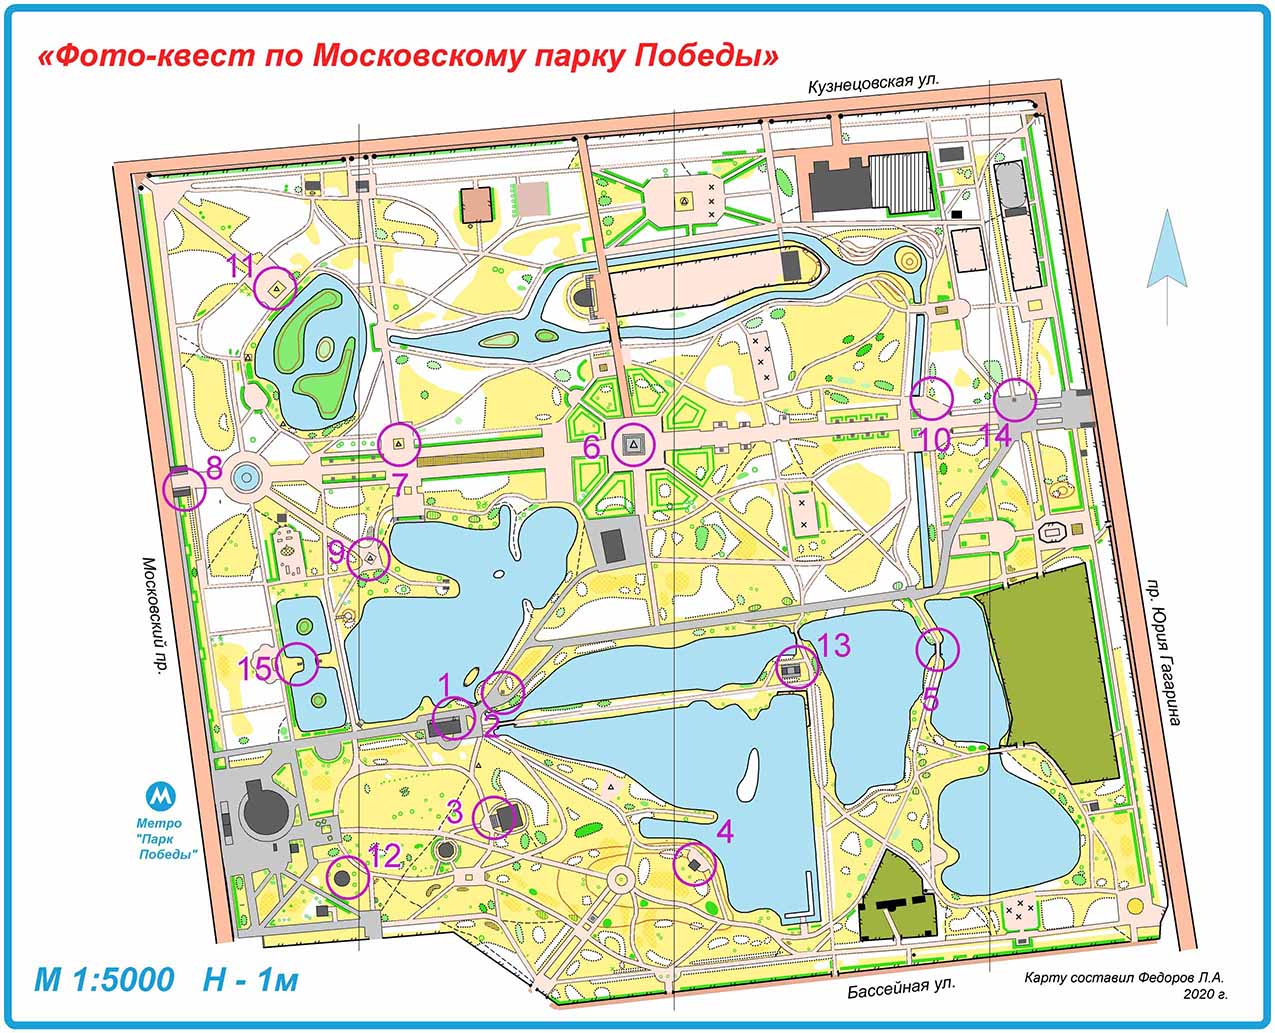 «Фото-квест по Московскому парку Победы»
Кузнецовская ул.
11
8
7
6
10
14
9
Московский пр.
пр. Юрия Гагарина
15
1
2
13
5
М
Метро
"Парк
Победы"
3
4
12
М 1:5000 Н - 1м
Бассейная ул.
Карту составил Федоров Л.А.
2020 г.